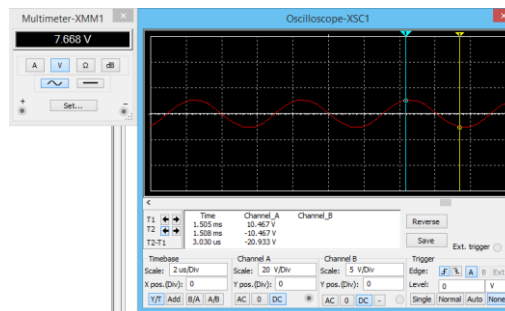 Multimeter-XMM1
7.668 V
A V Ω dB
+ Set... -
Oscilloscope-XSC1
Time Channel_A Channel_B
T1 1.505 ms 10.467 V
T2 1.508 ms -10.467 V
T2-T1 3.030 us -20.933 V
Reverse
Save
Ext. trigger
Timebase
Scale: 2 us/Div
X pos.(Div): 0
Y/T Add B/A A/B
Channel A
Scale: 20 V/Div
Y pos.(Div): 0
AC 0 DC
Channel B
Scale: 5 V/Div
Y pos.(Div): 0
AC 0 DC -
Trigger
Edge: A B Ext
Level: 0 V
Single Normal Auto None